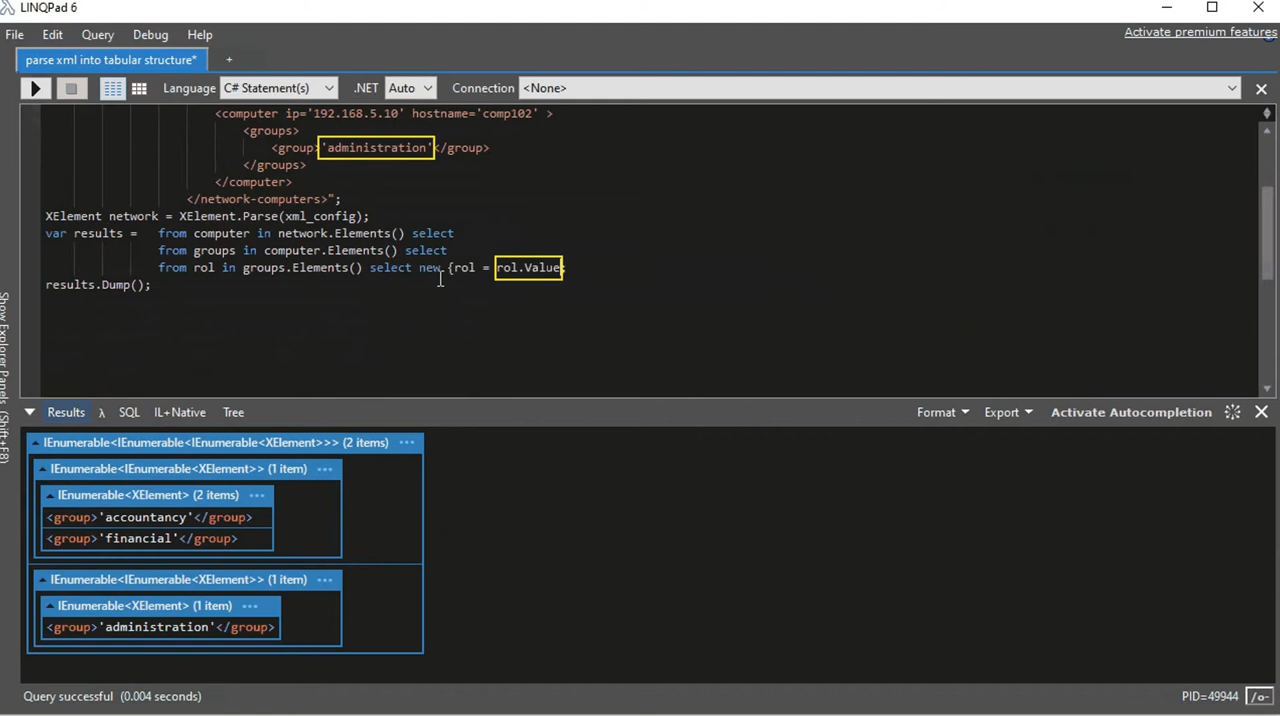 LINQPad 6
File Edit Query Debug Help
Activate premium features
parse xml into tabular structure* +
Language C# Statement(s) .NET Auto Connection <None>
<computer ip='192.168.5.10' hostname='comp102' >
<groups>
<group>'administration'</group>
</groups>
</computer>
</network-computers>";
XElement network = XElement.Parse(xml_config);
var results = from computer in network.Elements() select
from groups in computer.Elements() select
from rol in groups.Elements() select new {rol = rol.Value;
results.Dump();
Show Explorer Panels (Shift+F8)
Results λ SQL IL+Native Tree
Format Export Activate Autocompletion
IEnumerable<IEnumerable<IEnumerable<XElement>>> (2 items)
IEnumerable<IEnumerable<XElement>> (1 item)
IEnumerable<XElement> (2 items)
<group>'accountancy'</group>
<group>'financial'</group>
IEnumerable<IEnumerable<XElement>> (1 item)
IEnumerable<XElement> (1 item)
<group>'administration'</group>
Query successful (0.004 seconds)
PID=49944 /o-